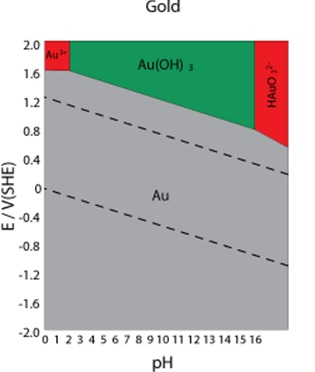 Gold
2.0
1.6
1.2
0.8
0.4
0
-0.4
-0.8
-1.2
-1.6
-2.0
E / V(SHE)
Au³⁺
Au(OH) ₃
HAuO ₃²⁻
Au
0 1 2 3 4 5 6 7 8 9 10 11 12 13 14 15 16
pH